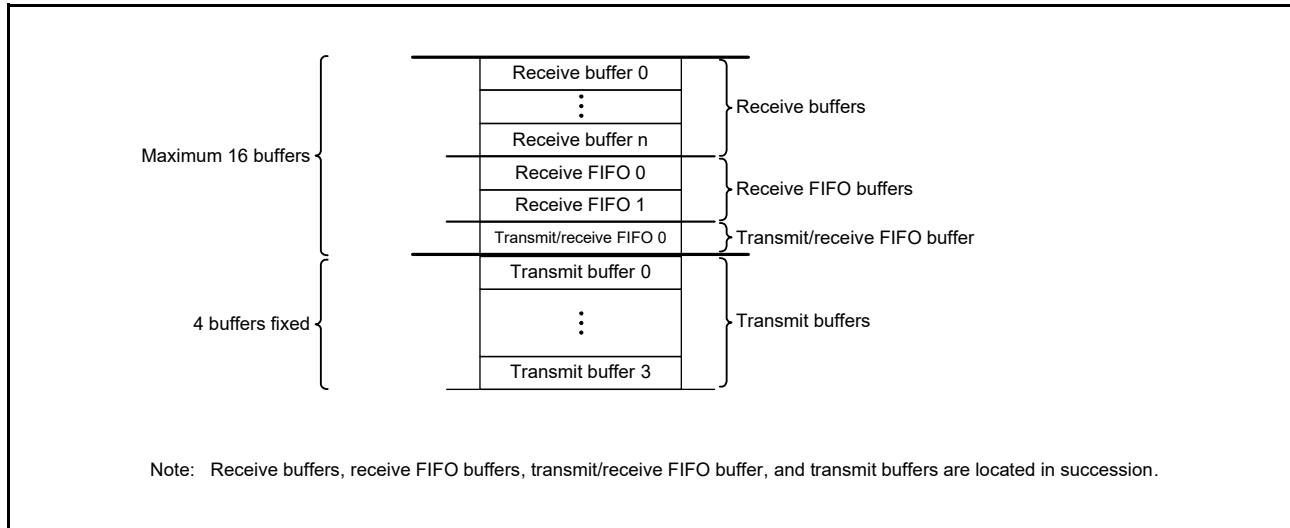 Receive buffer 0
Receive buffers
Receive buffer n
Maximum 16 buffers
Receive FIFO 0
Receive FIFO buffers
Receive FIFO 1
Transmit/receive FIFO 0
Transmit/receive FIFO buffer
Transmit buffer 0
4 buffers fixed
Transmit buffers
Transmit buffer 3
Note: Receive buffers, receive FIFO buffers, transmit/receive FIFO buffer, and transmit buffers are located in succession.